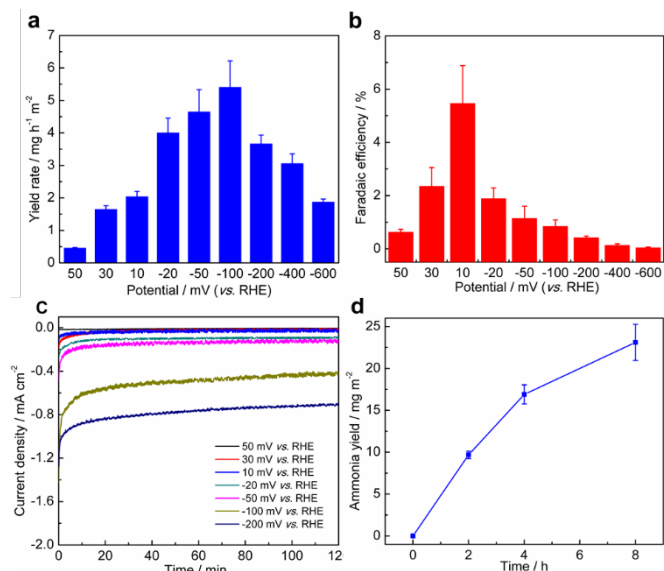 a
Yield rate / mg h⁻¹ m⁻²
7
6
5
4
3
2
1
0
50 30 10 -20 -50 -100 -200 -400 -600
Potential / mV (vs. RHE)
b
Faradaic efficiency / %
8
6
4
2
0
50 30 10 -20 -50 -100 -200 -400 -600
Potential / mV (vs. RHE)
c
Current density / mA cm⁻²
0.0
-0.4
-0.8
-1.2
-1.6
-2.0
50 mV vs. RHE
30 mV vs. RHE
10 mV vs. RHE
-20 mV vs. RHE
-50 mV vs. RHE
-100 mV vs. RHE
-200 mV vs. RHE
0 20 40 60 80 100 120
Time / min
d
Ammonia yield / mg m⁻²
25
20
15
10
5
0
0 2 4 6 8
Time / h